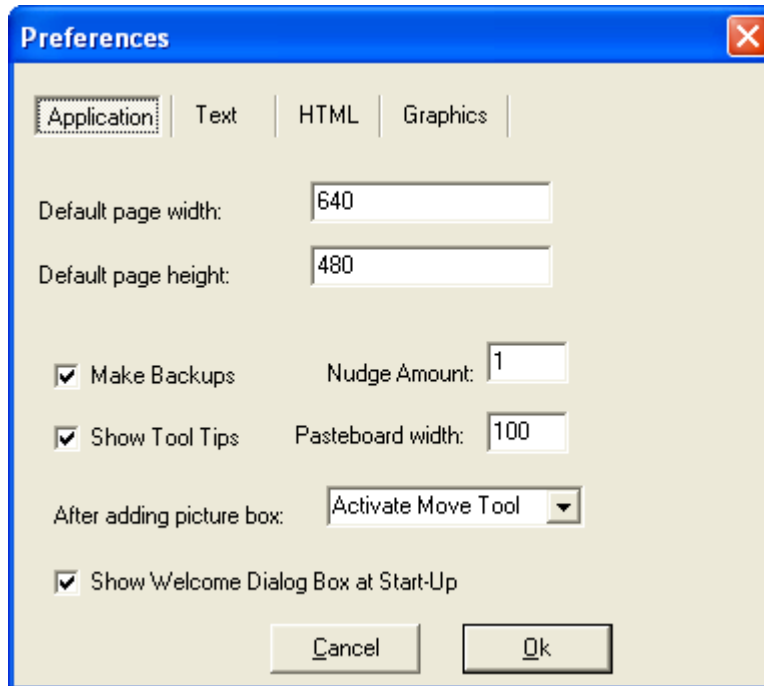 Preferences
Application Text HTML Graphics
Default page width: 640
Default page height: 480
Make Backups Nudge Amount: 1
Show Tool Tips Pasteboard width: 100
After adding picture box: Activate Move Tool
Show Welcome Dialog Box at Start-Up
Cancel Ok